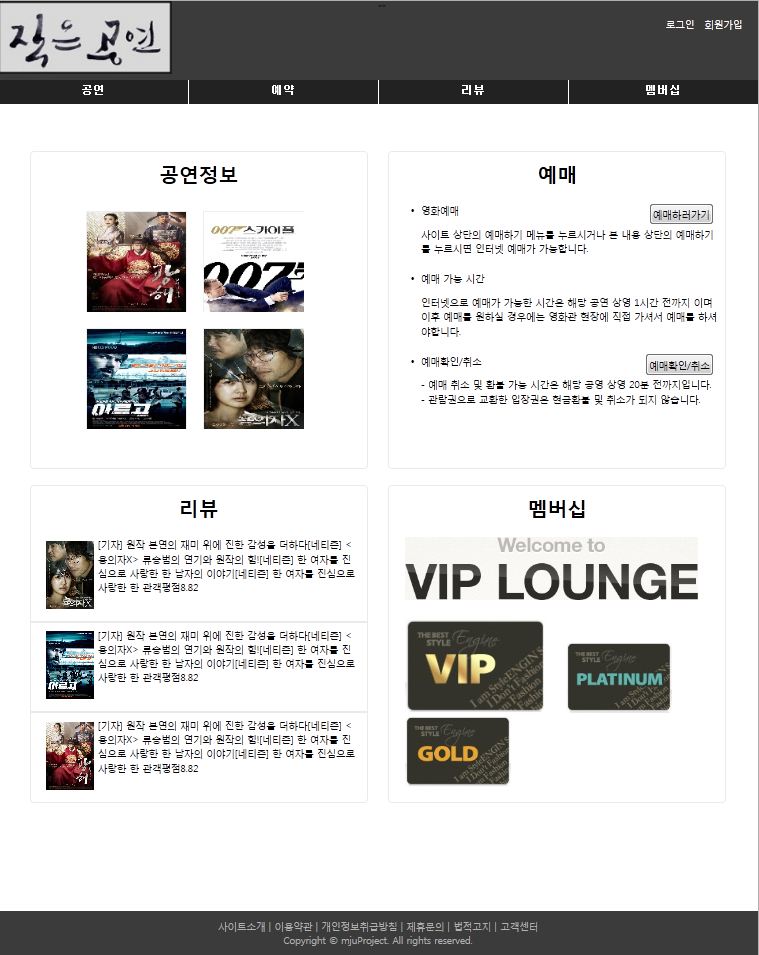 작은공연
로그인 회원가입
공연 예약 리뷰 멤버십
공연정보
광해
007 스카이폴
007
아르고
용의자X
예매
• 영화예매 예매하러가기
사이트 상단의 예매하기 메뉴를 누르시거나 본 내용 상단의 예매하기
를 누르시면 인터넷 예매가 가능합니다.
• 예매 가능 시간
인터넷으로 예매가 가능한 시간은 해당 공연 상영 1시간 전까지 이며
이후 예매를 원하실 경우에는 영화관 현장에 직접 가셔서 예매를 하셔
야합니다.
• 예매확인/취소 예매확인/취소
- 예매 취소 및 환불 가능 시간은 해당 공영 상영 20분 전까지입니다.
- 관람권으로 교환한 입장권은 현금환불 및 취소가 되지 않습니다.
리뷰
[기자] 원작 본연의 재미 위에 진한 감성을 더하다[네티즌] <
용의자X> 류승범의 연기와 원작의 힘![네티즌] 한 여자를 진
심으로 사랑한 한 남자의 이야기[네티즌] 한 여자를 진심으로
사랑한 한 관객평점8.82
[기자] 원작 본연의 재미 위에 진한 감성을 더하다[네티즌] <
용의자X> 류승범의 연기와 원작의 힘![네티즌] 한 여자를 진
심으로 사랑한 한 남자의 이야기[네티즌] 한 여자를 진심으로
사랑한 한 관객평점8.82
[기자] 원작 본연의 재미 위에 진한 감성을 더하다[네티즌] <
용의자X> 류승범의 연기와 원작의 힘![네티즌] 한 여자를 진
심으로 사랑한 한 남자의 이야기[네티즌] 한 여자를 진심으로
사랑한 한 관객평점8.82
멤버십
Welcome to
VIP LOUNGE
THE BEST
STYLE Engine
VIP
I am StyleENGIN
I Don't Fashion
THE BEST
STYLE Engine
PLATINUM
THE BEST
STYLE Engine
GOLD
사이트소개 | 이용약관 | 개인정보취급방침 | 제휴문의 | 법적고지 | 고객센터
Copyright © mjuProject. All rights reserved.